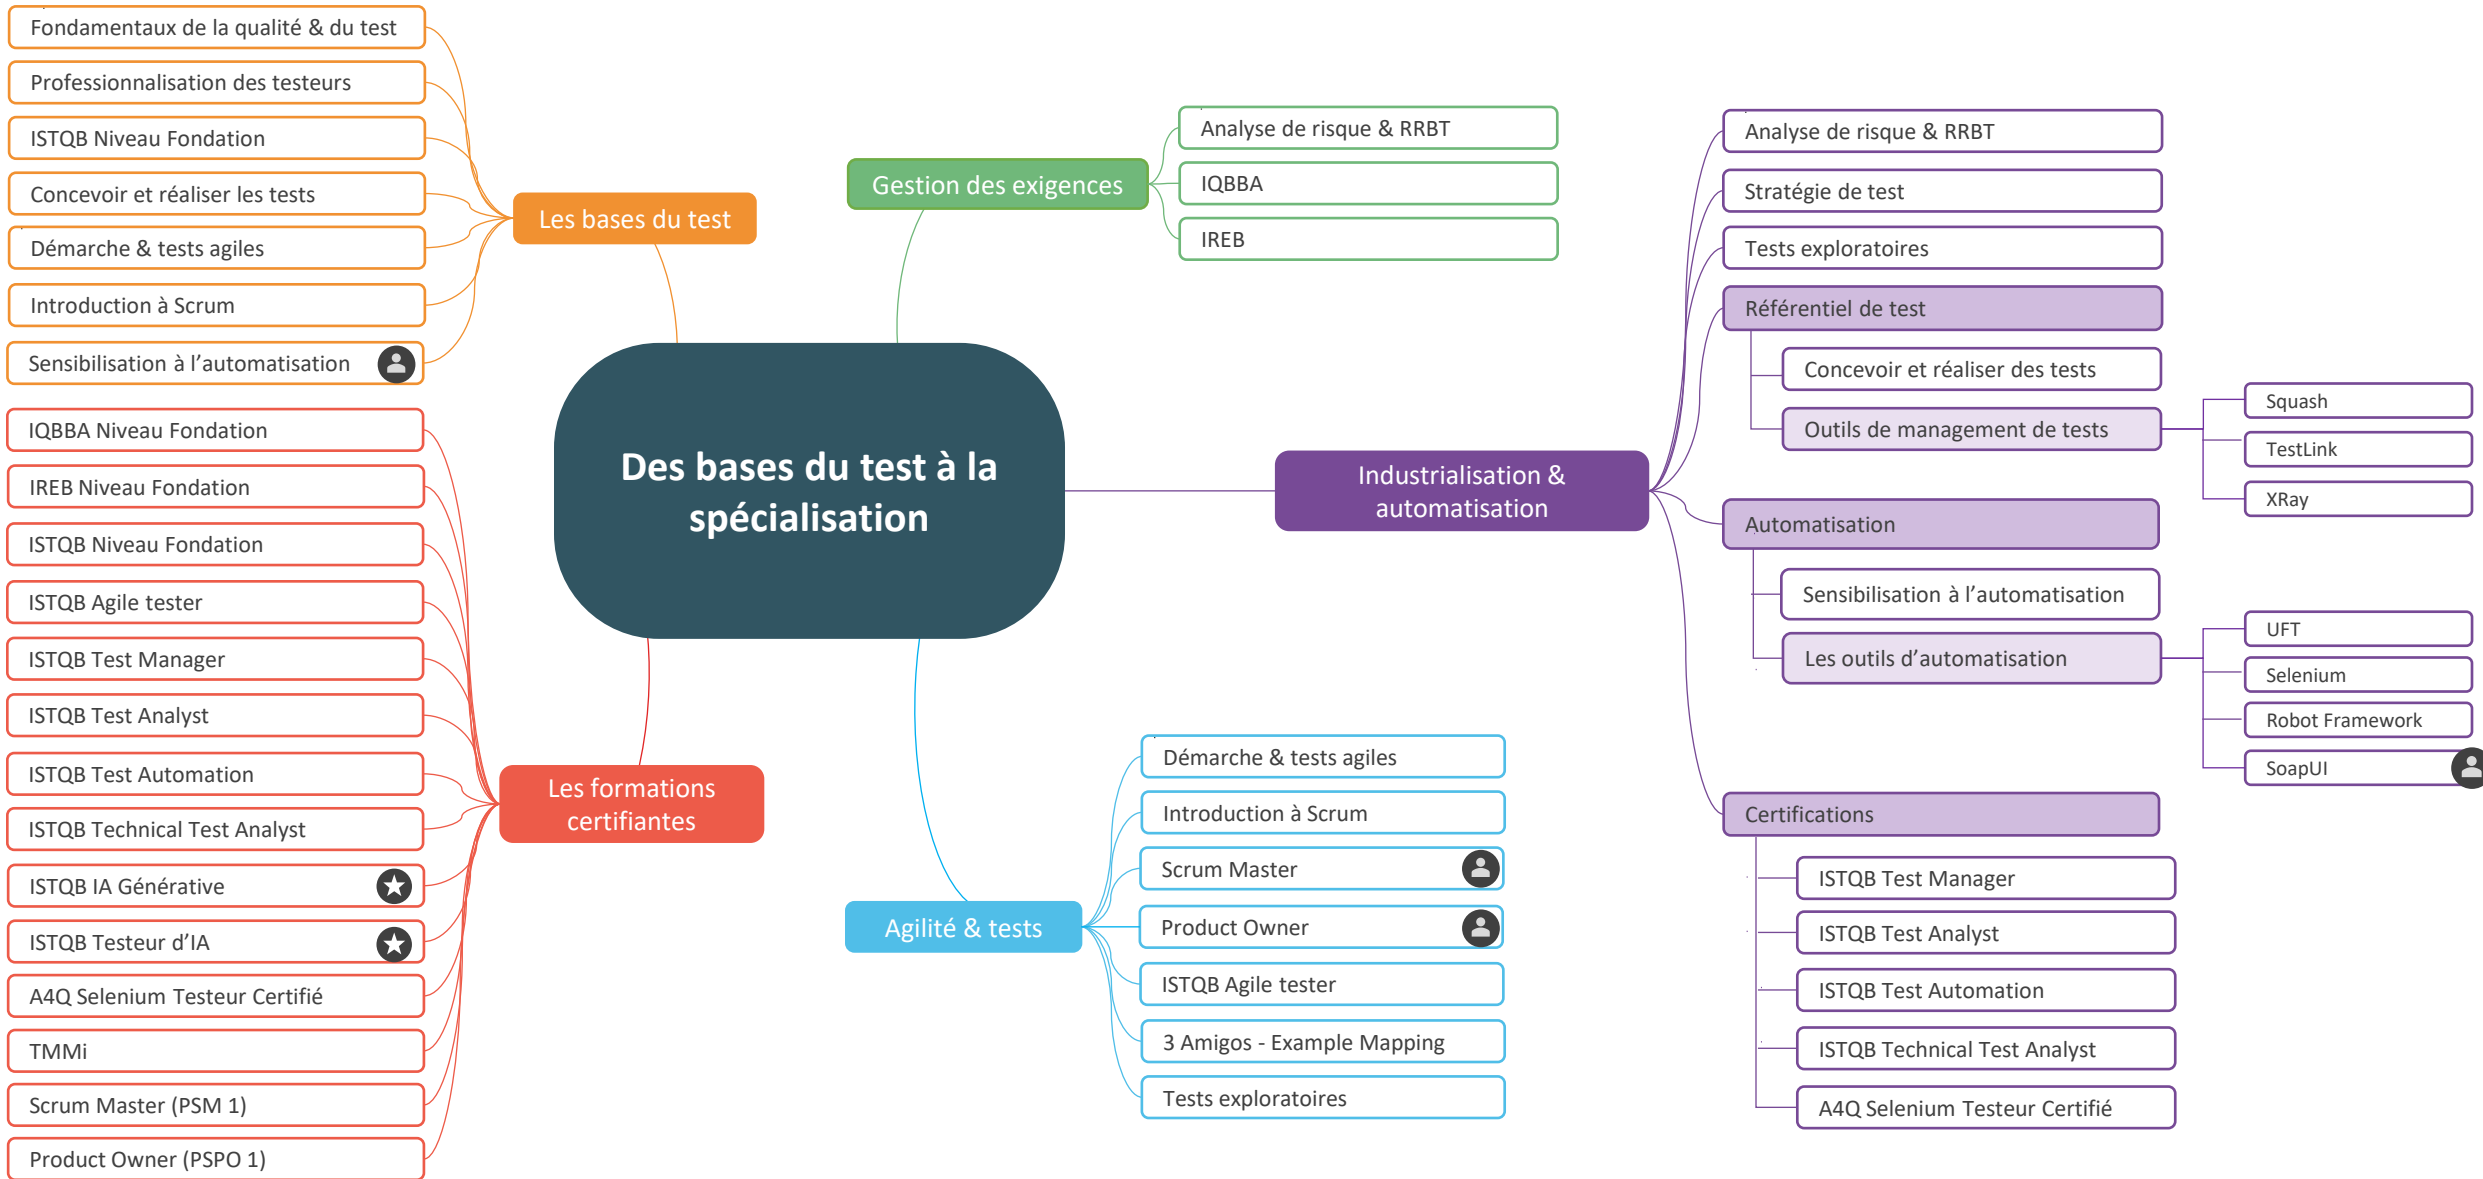 Fondamentaux de la qualité & du test
Professionnalisation des testeurs
ISTQB Niveau Fondation
Concevoir et réaliser les tests
Démarche & tests agiles
Introduction à Scrum
Sensibilisation à l’automatisation
Les bases du test
IQBBA Niveau Fondation
IREB Niveau Fondation
ISTQB Niveau Fondation
ISTQB Agile tester
ISTQB Test Manager
ISTQB Test Analyst
ISTQB Test Automation
ISTQB Technical Test Analyst
ISTQB IA Générative
ISTQB Testeur d’IA
A4Q Selenium Testeur Certifié
TMMi
Scrum Master (PSM 1)
Product Owner (PSPO 1)
Les formations
certifiantes
Des bases du test à la
spécialisation
Gestion des exigences
Analyse de risque & RRBT
IQBBA
IREB
Agilité & tests
Démarche & tests agiles
Introduction à Scrum
Scrum Master
Product Owner
ISTQB Agile tester
3 Amigos - Example Mapping
Tests exploratoires
Industrialisation &
automatisation
Analyse de risque & RRBT
Stratégie de test
Tests exploratoires
Référentiel de test
Concevoir et réaliser des tests
Outils de management de tests
Squash
TestLink
XRay
Automatisation
Sensibilisation à l’automatisation
Les outils d’automatisation
UFT
Selenium
Robot Framework
SoapUI
Certifications
ISTQB Test Manager
ISTQB Test Analyst
ISTQB Test Automation
ISTQB Technical Test Analyst
A4Q Selenium Testeur Certifié